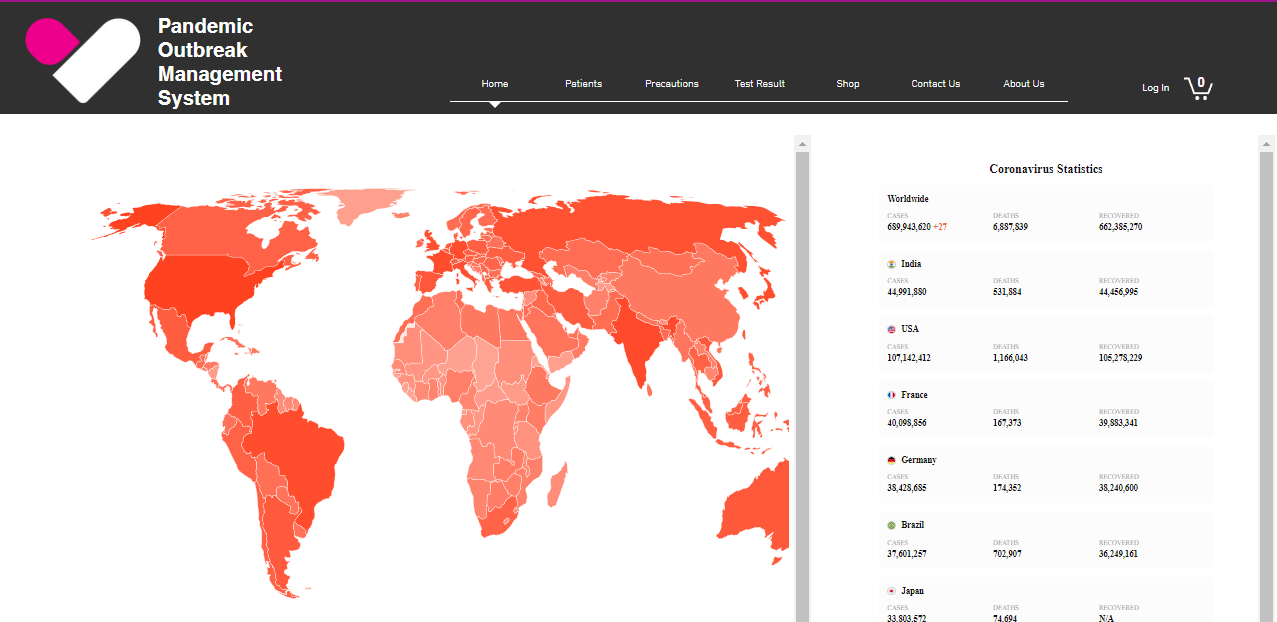 Pandemic
Outbreak
Management
System
Home Patients Precautions Test Result Shop Contact Us About Us
Log In 0
Coronavirus Statistics
Worldwide
CASES DEATHS RECOVERED
689,943,620 +27 6,887,839 662,385,270
India
CASES DEATHS RECOVERED
44,991,880 531,884 44,456,995
USA
CASES DEATHS RECOVERED
107,142,412 1,166,043 105,278,229
France
CASES DEATHS RECOVERED
40,098,856 167,373 39,883,341
Germany
CASES DEATHS RECOVERED
38,428,685 174,352 38,240,600
Brazil
CASES DEATHS RECOVERED
37,601,257 702,907 36,249,161
Japan
CASES DEATHS RECOVERED
33,803,572 74,694 N/A